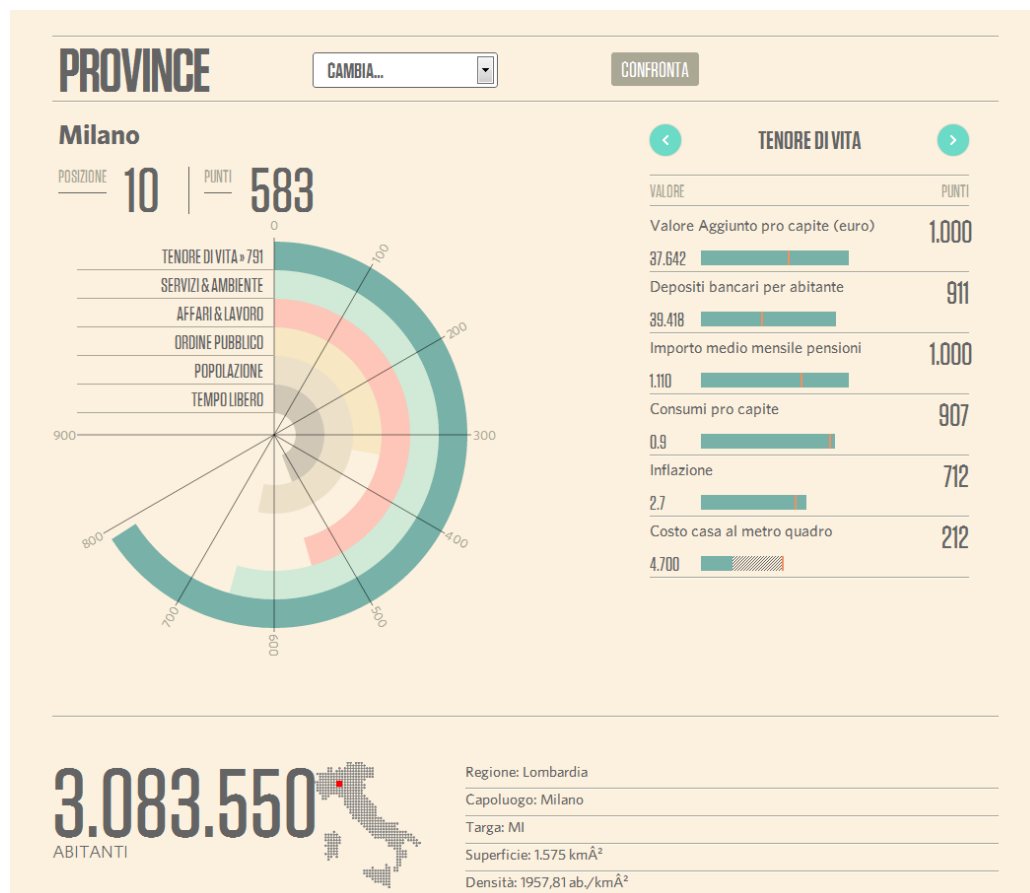 PROVINCE
CAMBIA...
CONFRONTA
Milano
POSIZIONE 10 PUNTI 583
TENORE DI VITA
VALORE PUNTI
Valore Aggiunto pro capite (euro) 1.000
37.642
Depositi bancari per abitante 911
39.418
Importo medio mensile pensioni 1.000
1.110
Consumi pro capite 907
0.9
Inflazione 712
2.7
Costo casa al metro quadro 212
4.700
TENORE DI VITA » 791
SERVIZI & AMBIENTE
AFFARI & LAVORO
ORDINE PUBBLICO
POPOLAZIONE
TEMPO LIBERO
0
100
200
300
400
500
600
700
800
900
3.083.550
ABITANTI
Regione: Lombardia
Capoluogo: Milano
Targa: MI
Superficie: 1.575 kmÂ²
Densità: 1957,81 ab./kmÂ²